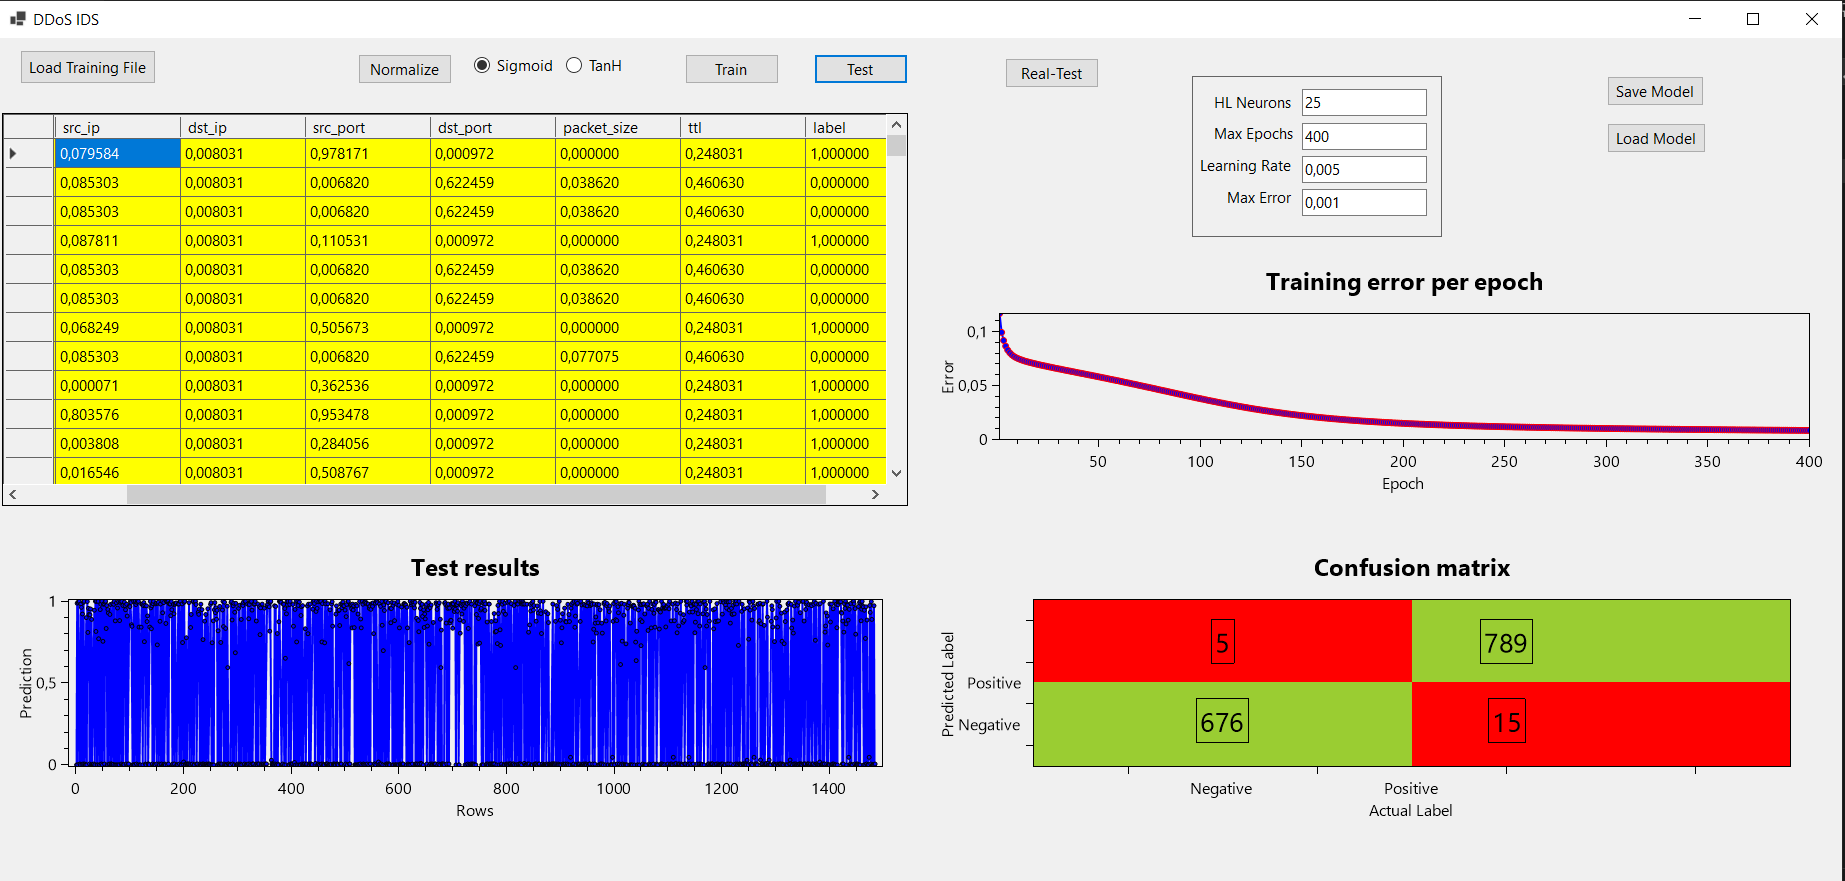 DDoS IDS
Load Training File Normalize Sigmoid TanH Train Test Real-Test
HL Neurons 25
Max Epochs 400
Learning Rate 0,005
Max Error 0,001
Save Model
Load Model
src_ip dst_ip src_port dst_port packet_size ttl label
0,079584 0,008031 0,978171 0,000972 0,000000 0,248031 1,000000
0,085303 0,008031 0,006820 0,622459 0,038620 0,460630 0,000000
0,085303 0,008031 0,006820 0,622459 0,038620 0,460630 0,000000
0,087811 0,008031 0,110531 0,000972 0,000000 0,248031 1,000000
0,085303 0,008031 0,006820 0,622459 0,038620 0,460630 0,000000
0,085303 0,008031 0,006820 0,622459 0,038620 0,460630 0,000000
0,068249 0,008031 0,505673 0,000972 0,000000 0,248031 1,000000
0,085303 0,008031 0,006820 0,622459 0,077075 0,460630 0,000000
0,000071 0,008031 0,362536 0,000972 0,000000 0,248031 1,000000
0,803576 0,008031 0,953478 0,000972 0,000000 0,248031 1,000000
0,003808 0,008031 0,284056 0,000972 0,000000 0,248031 1,000000
0,016546 0,008031 0,508767 0,000972 0,000000 0,248031 1,000000
Training error per epoch
Error
0,1
0,05
0
50 100 150 200 250 300 350 400
Epoch
Test results
Prediction
1
0,5
0
0 200 400 600 800 1000 1200 1400
Rows
Confusion matrix
Predicted Label
5 789
Positive
676 15
Negative
Negative Positive
Actual Label